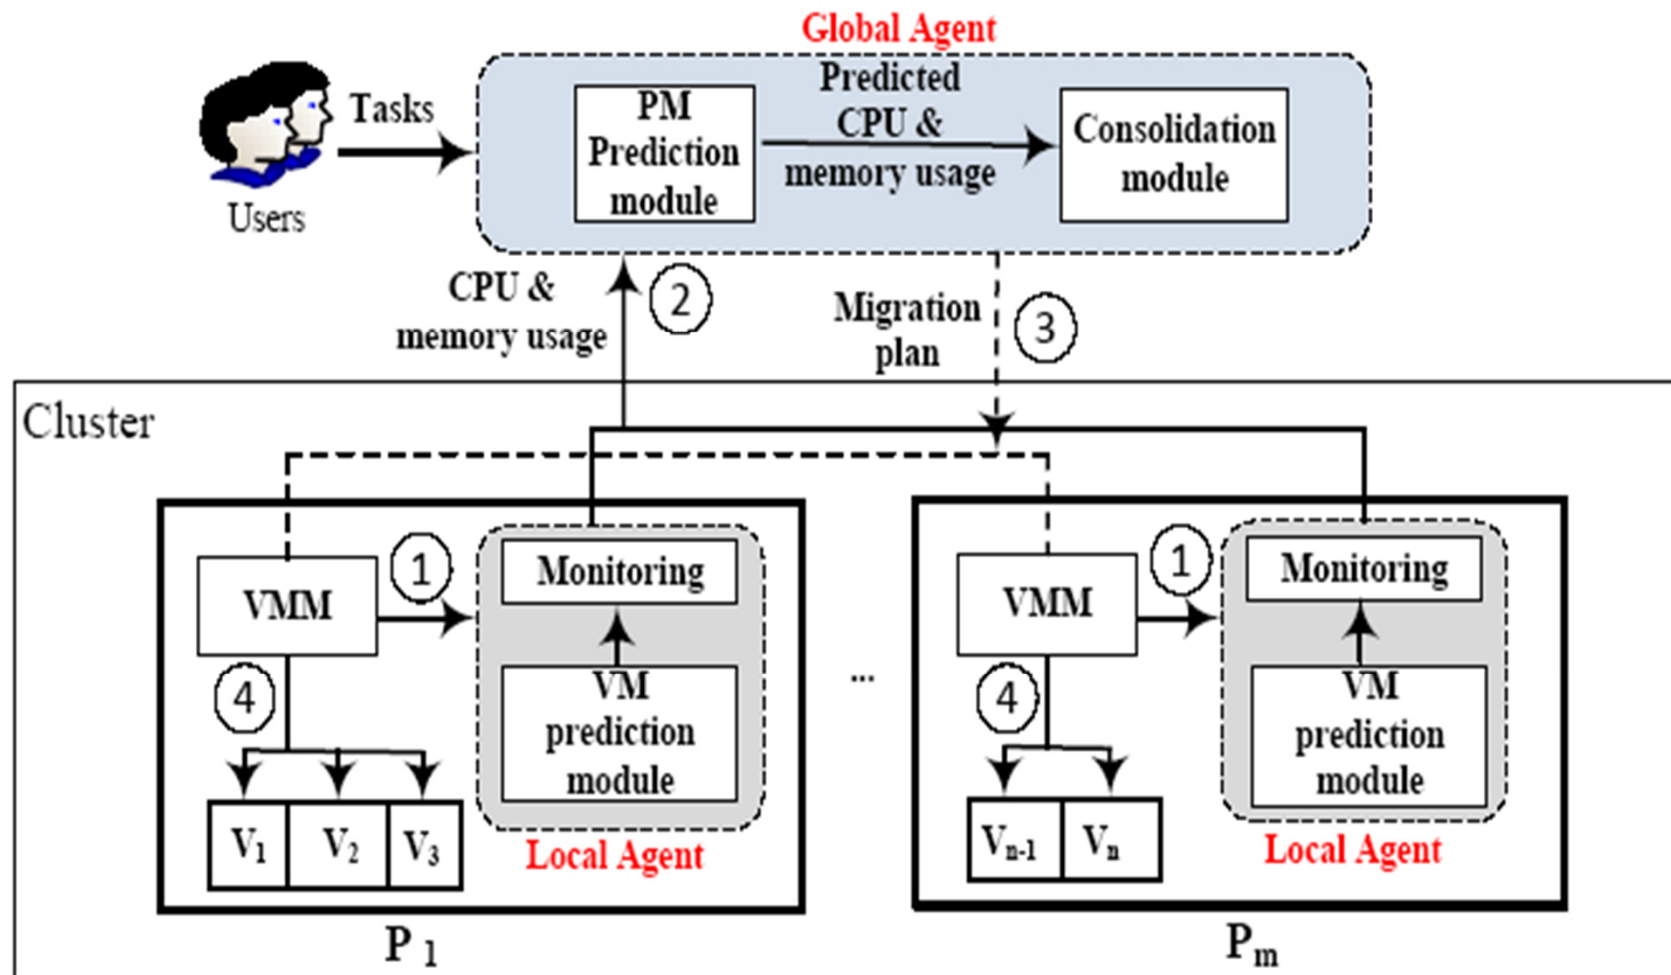 Global Agent
Tasks
Users
PM
Prediction
module
Predicted
CPU &
memory usage
Consolidation
module
CPU &
memory usage
2
Migration
plan
3
Cluster
VMM
1
Monitoring
VM
prediction
module
4
V1
V2
V3
Local Agent
P 1
...
VMM
1
Monitoring
VM
prediction
module
4
Vn-1
Vn
Local Agent
Pm